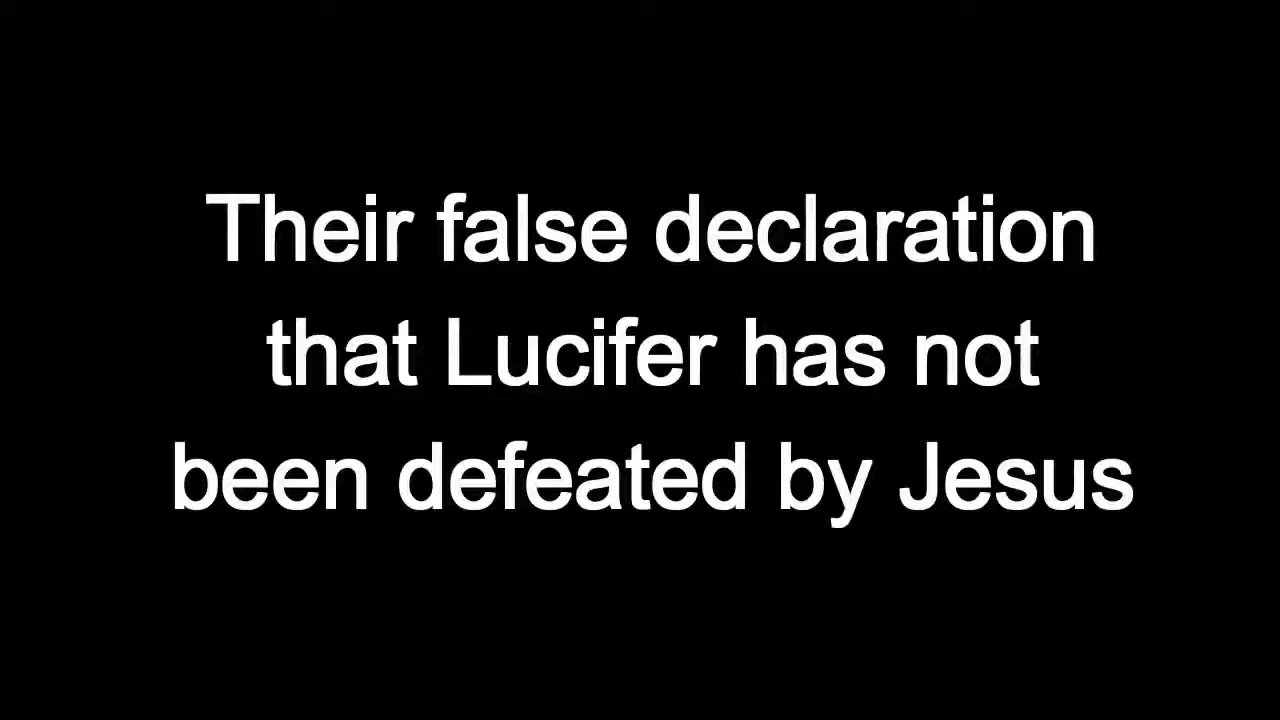 Their false declaration
that Lucifer has not
been defeated by Jesus